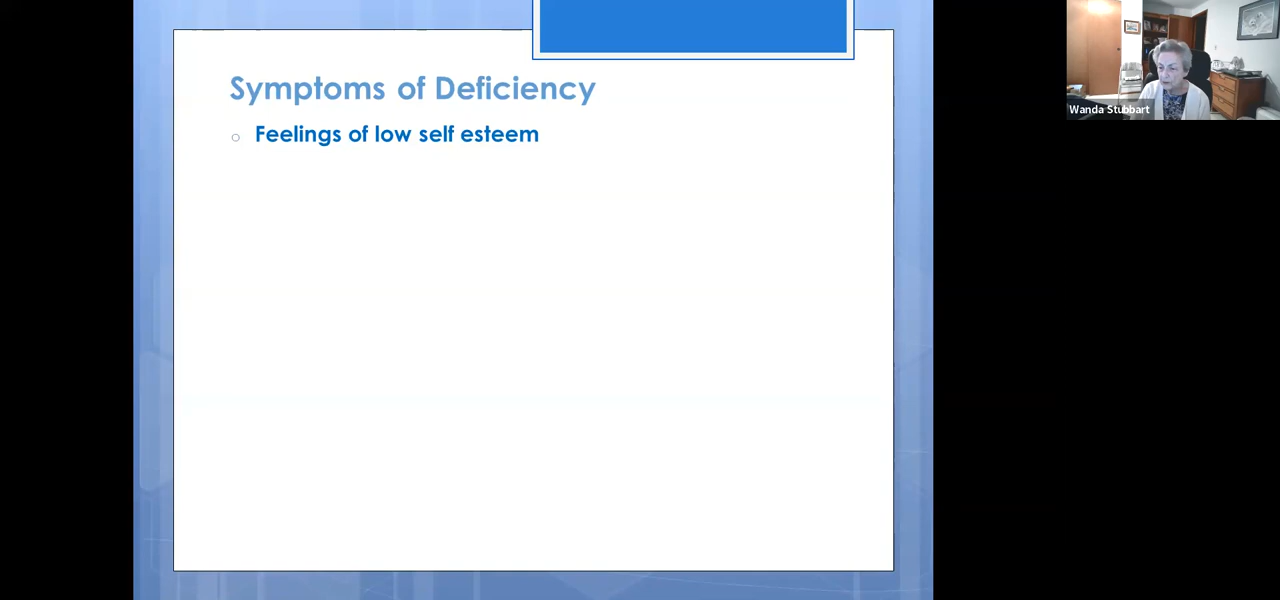 Symptoms of Deficiency
Feelings of low self esteem
Wanda Stubbart